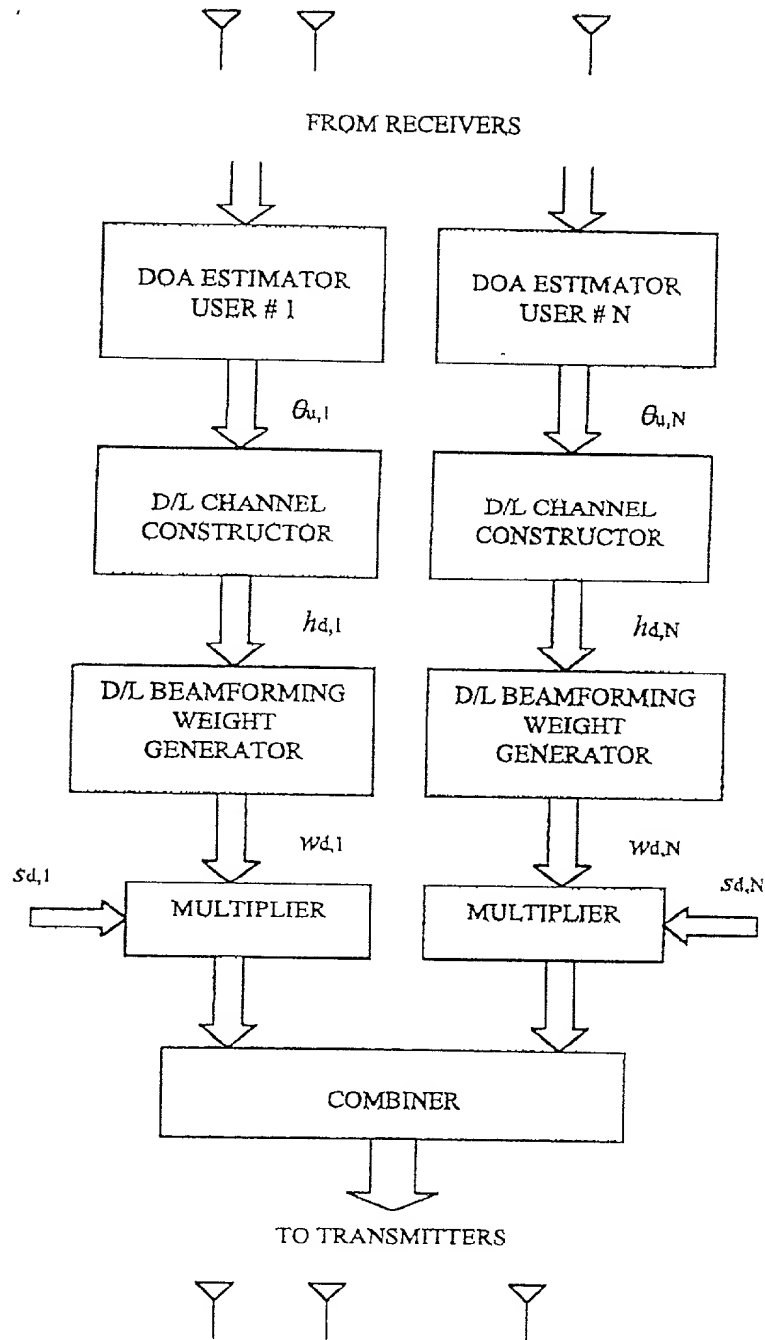 FROM RECEIVERS
DOA ESTIMATOR
USER # 1
DOA ESTIMATOR
USER # N
θu,1
θu,N
D/L CHANNEL
CONSTRUCTOR
D/L CHANNEL
CONSTRUCTOR
hd,1
hd,N
D/L BEAMFORMING
WEIGHT
GENERATOR
D/L BEAMFORMING
WEIGHT
GENERATOR
wd,1
wd,N
sd,1
sd,N
MULTIPLIER
MULTIPLIER
COMBINER
TO TRANSMITTERS